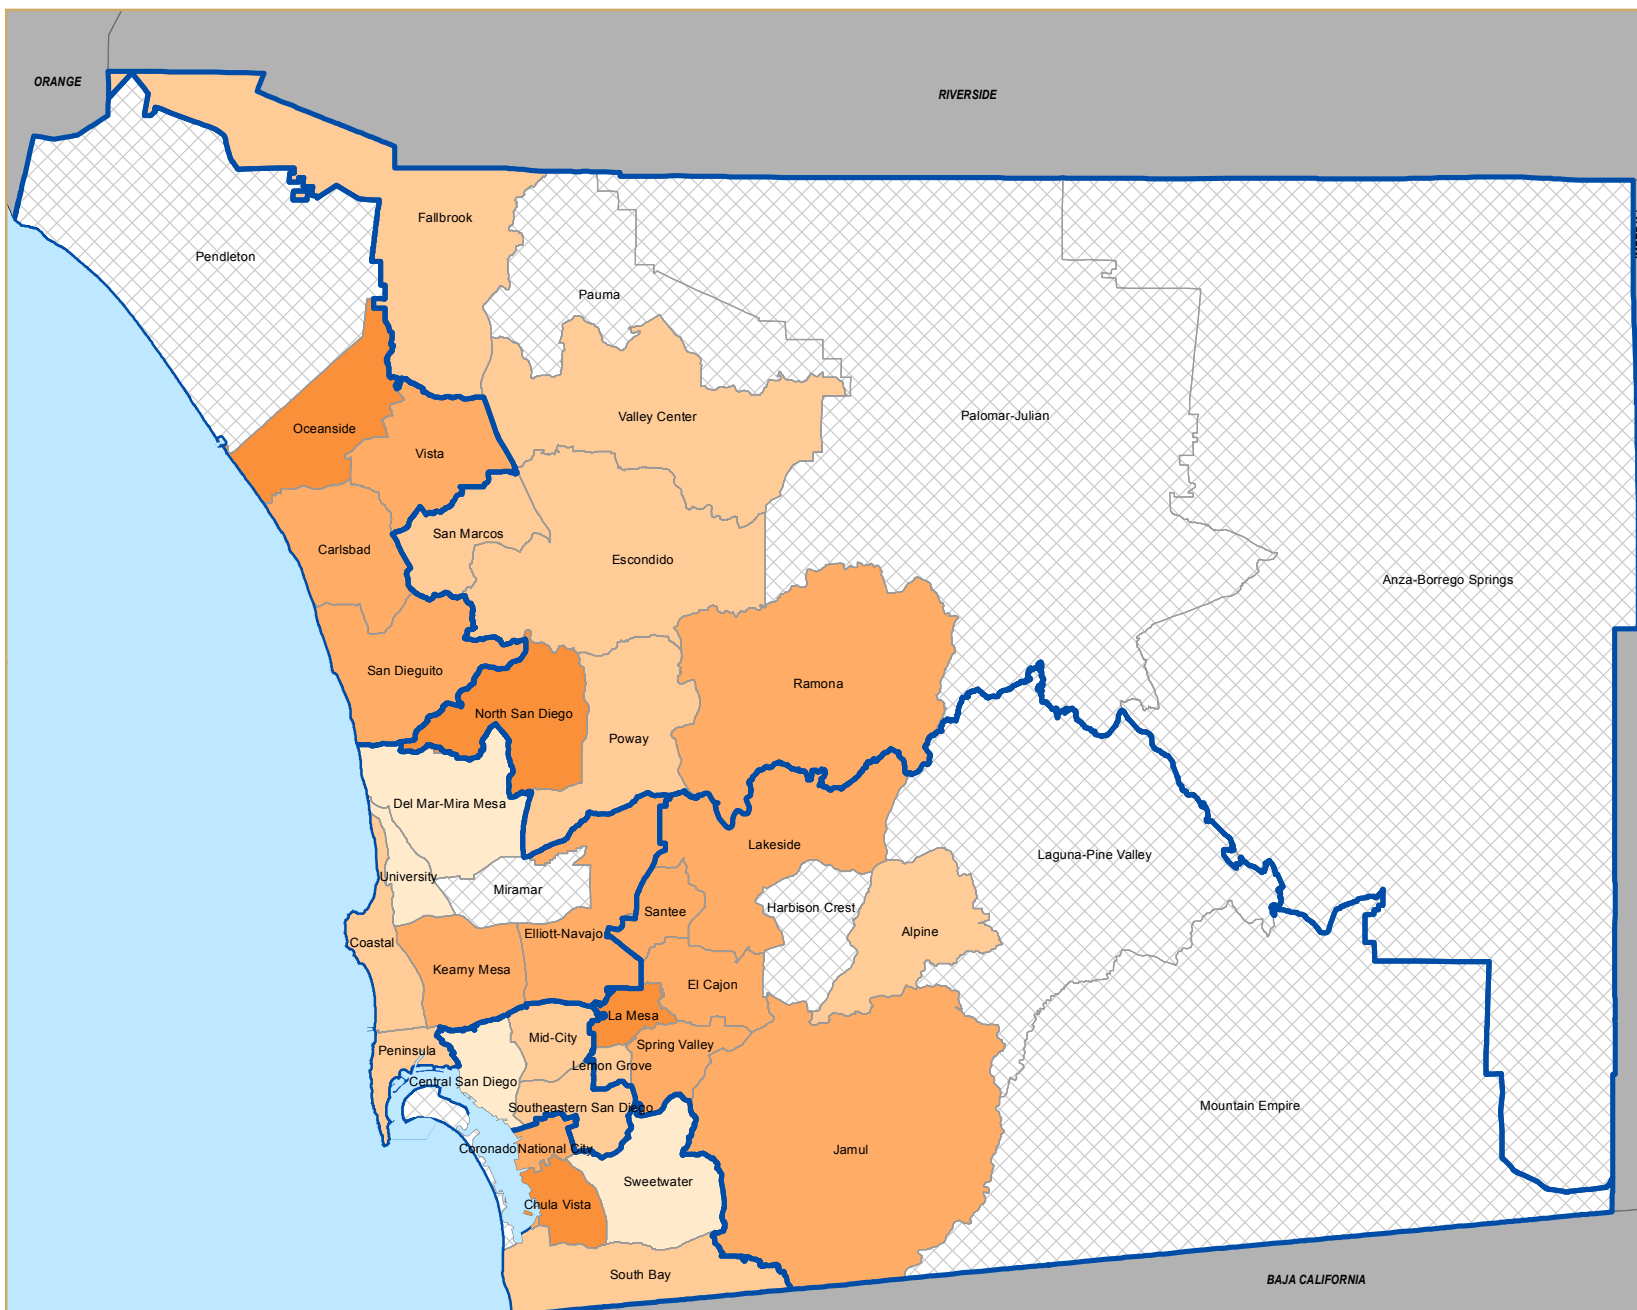 ORANGE
RIVERSIDE
Fallbrook
Pendleton
Pauma
Palomar-Julian
Valley Center
Oceanside
Vista
San Marcos
Carlsbad
Escondido
Anza-Borrego Springs
San Dieguito
Ramona
North San Diego
Poway
Del Mar-Mira Mesa
Lakeside
Laguna-Pine Valley
University
Miramar
Harbison Crest
Santee
Alpine
Elliott-Navajo
Coastal
Kearny Mesa
El Cajon
La Mesa
Mid-City
Spring Valley
Peninsula
Lemon Grove
Central San Diego
Southeastern San Diego
Mountain Empire
Coronado
National City
Jamul
Sweetwater
Chula Vista
South Bay
BAJA CALIFORNIA